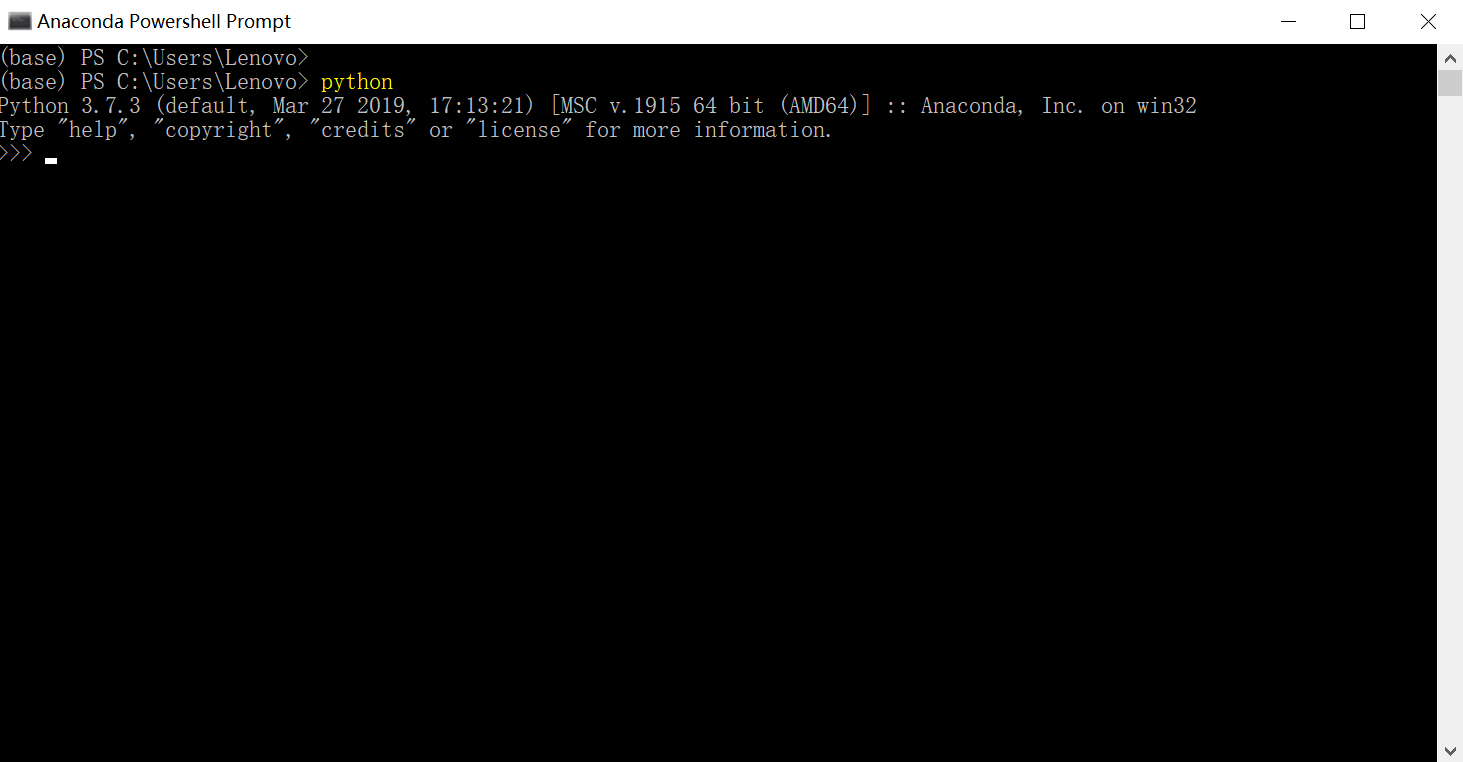 Anaconda Powershell Prompt
(base) PS C:\Users\Lenovo>
(base) PS C:\Users\Lenovo> python
Python 3.7.3 (default, Mar 27 2019, 17:13:21) [MSC v.1915 64 bit (AMD64)] :: Anaconda, Inc. on win32
Type "help", "copyright", "credits" or "license" for more information.
>>>